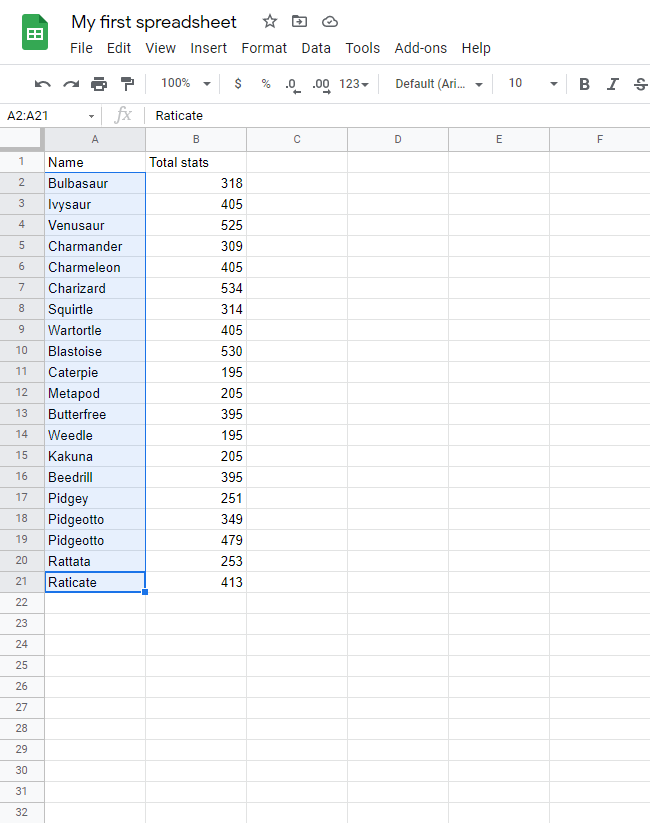 My first spreadsheet
File Edit View Insert Format Data Tools Add-ons Help
100% $ % .0 .00 123 Default (Ari... 10 B I S
A2:A21 fx Raticate
A B C D E F
1 Name Total stats
2 Bulbasaur 318
3 Ivysaur 405
4 Venusaur 525
5 Charmander 309
6 Charmeleon 405
7 Charizard 534
8 Squirtle 314
9 Wartortle 405
10 Blastoise 530
11 Caterpie 195
12 Metapod 205
13 Butterfree 395
14 Weedle 195
15 Kakuna 205
16 Beedrill 395
17 Pidgey 251
18 Pidgeotto 349
19 Pidgeotto 479
20 Rattata 253
21 Raticate 413
22
23
24
25
26
27
28
29
30
31
32